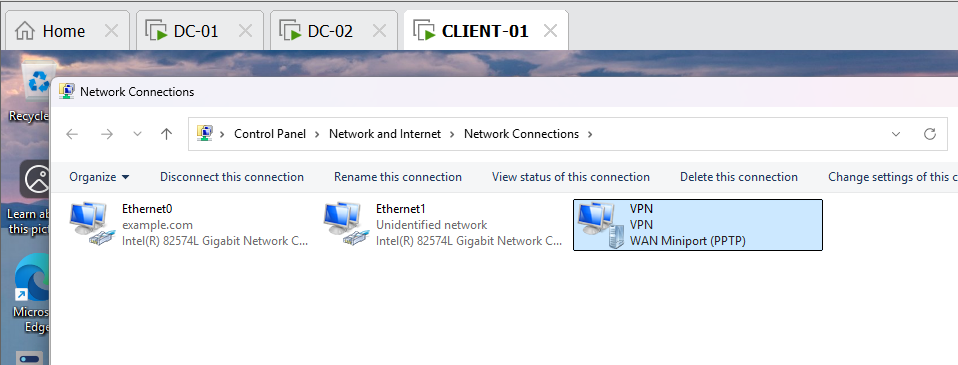 Home DC-01 DC-02 CLIENT-01
Network Connections
Control Panel Network and Internet Network Connections
Organize Disconnect this connection Rename this connection View status of this connection Delete this connection Change settings of this c
Ethernet0
example.com
Intel(R) 82574L Gigabit Network C...
Ethernet1
Unidentified network
Intel(R) 82574L Gigabit Network C...
VPN
VPN
WAN Miniport (PPTP)
Recycle
Learn ab
this pict
Micros
Edge